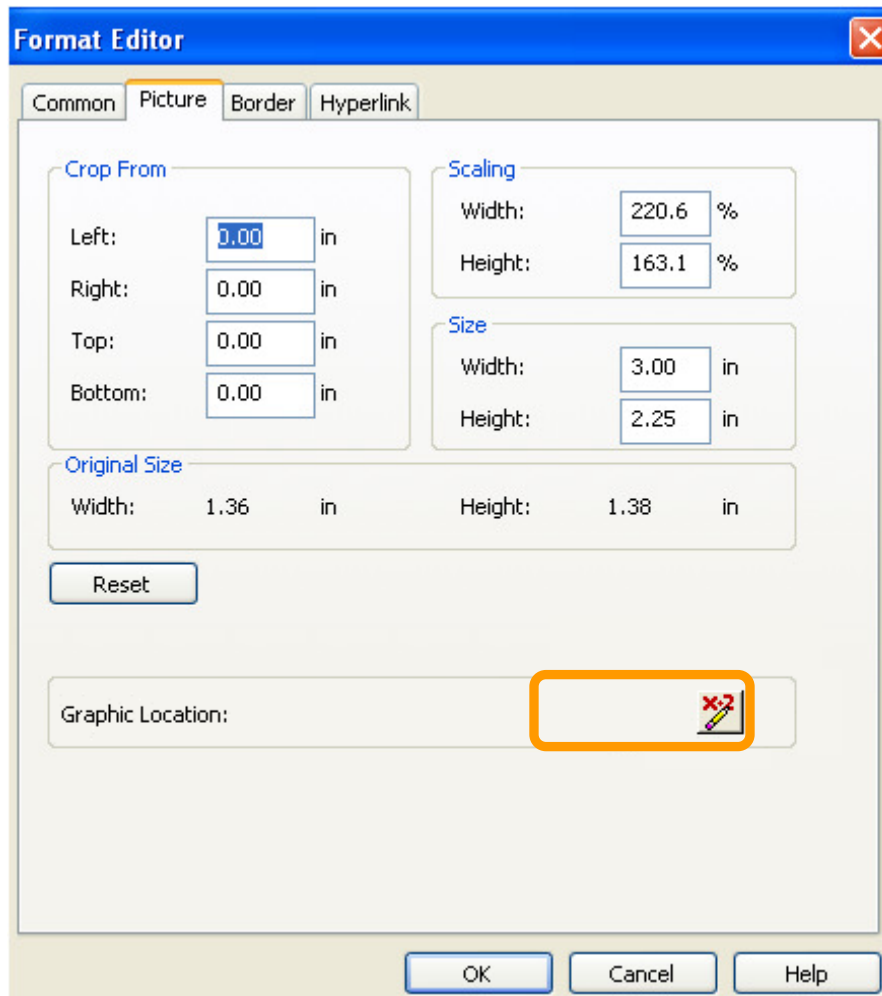 Format Editor
Common Picture Border Hyperlink
Crop From
Left: 0.00 in
Right: 0.00 in
Top: 0.00 in
Bottom: 0.00 in
Scaling
Width: 220.6 %
Height: 163.1 %
Size
Width: 3.00 in
Height: 2.25 in
Original Size
Width: 1.36 in Height: 1.38 in
Reset
Graphic Location: X+2
OK Cancel Help